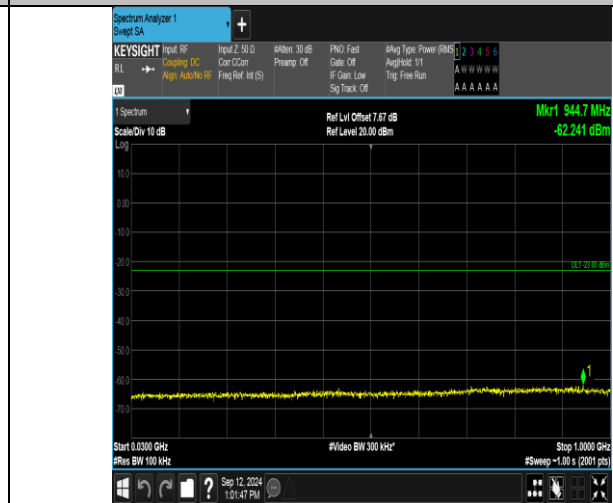 Spectrum Analyzer 1
Swept SA
+
KEYSIGHT Input: RF Input Z: 50 Ω #Atten: 30 dB PNO: Fast #Avg Type: Power (RMS 1 2 3 4 5 6
RL Coupling: DC Corr CCorr Preamp: Off Gate: Off Avg|Hold: 1/1 A W W W W W
Align: Auto/No RF Freq Ref: Int (S) IF Gain: Low Trig: Free Run
LXI Sig Track: Off A A A A A A
1 Spectrum Ref Lvl Offset 7.67 dB Mkr1 944.7 MHz
Scale/Div 10 dB Ref Level 20.00 dBm -62.241 dBm
Log
10.0
0.00
-10.0
-20.0
DL1 -23.00 dBm
-30.0
-40.0
-50.0
1
-60.0
-70.0
Start 0.0300 GHz #Video BW 300 kHz* Stop 1.0000 GHz
#Res BW 100 kHz #Sweep ~1.00 s (2001 pts)
? Sep 12, 2024
1:01:47 PM